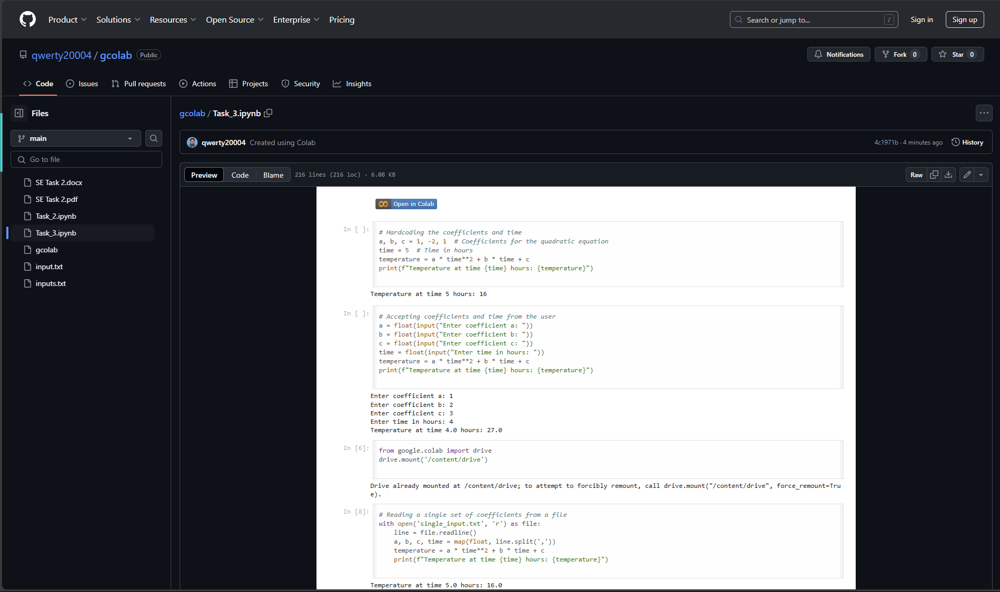 Product Solutions Resources Open Source Enterprise Pricing Search or jump to... / Sign in Sign up
qwerty20004 / gcolab Public Notifications Fork 0 Star 0
Code Issues Pull requests Actions Projects Security Insights
Files
main
Go to file
SE Task 2.docx
SE Task 2.pdf
Task_2.ipynb
Task_3.ipynb
gcolab
input.txt
inputs.txt
gcolab / Task_3.ipynb
qwerty20004 Created using Colab 4c1971b · 4 minutes ago History
Preview Code Blame 216 lines (216 loc) · 6.08 KB Raw
Open in Colab
In [ ]:
# Hardcoding the coefficients and time
a, b, c = 1, -2, 1  # Coefficients for the quadratic equation
time = 5  # Time in hours
temperature = a * time**2 + b * time + c
print(f"Temperature at time {time} hours: {temperature}")
Temperature at time 5 hours: 16
In [ ]:
# Accepting coefficients and time from the user
a = float(input("Enter coefficient a: "))
b = float(input("Enter coefficient b: "))
c = float(input("Enter coefficient c: "))
time = float(input("Enter time in hours: "))
temperature = a * time**2 + b * time + c
print(f"Temperature at time {time} hours: {temperature}")
Enter coefficient a: 1
Enter coefficient b: 2
Enter coefficient c: 3
Enter time in hours: 4
Temperature at time 4.0 hours: 27.0
In [6]:
from google.colab import drive
drive.mount('/content/drive')
Drive already mounted at /content/drive; to attempt to forcibly remount, call drive.mount("/content/drive", force_remount=Tru
e).
In [8]:
# Reading a single set of coefficients from a file
with open('single_input.txt', 'r') as file:
    line = file.readline()
    a, b, c, time = map(float, line.split(','))
    temperature = a * time**2 + b * time + c
    print(f"Temperature at time {time} hours: {temperature}")
Temperature at time 5.0 hours: 16.0